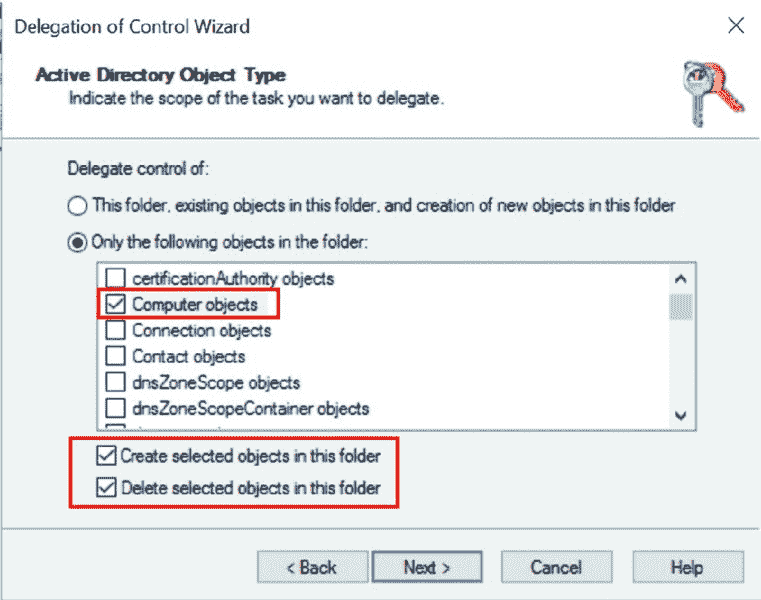 Delegation of Control Wizard
Active Directory Object Type
Indicate the scope of the task you want to delegate.
Delegate control of:
This folder, existing objects in this folder, and creation of new objects in this folder
Only the following objects in the folder:
certificationAuthority objects
Computer objects
Connection objects
Contact objects
dnsZoneScope objects
dnsZoneScopeContainer objects
Create selected objects in this folder
Delete selected objects in this folder
< Back Next > Cancel Help